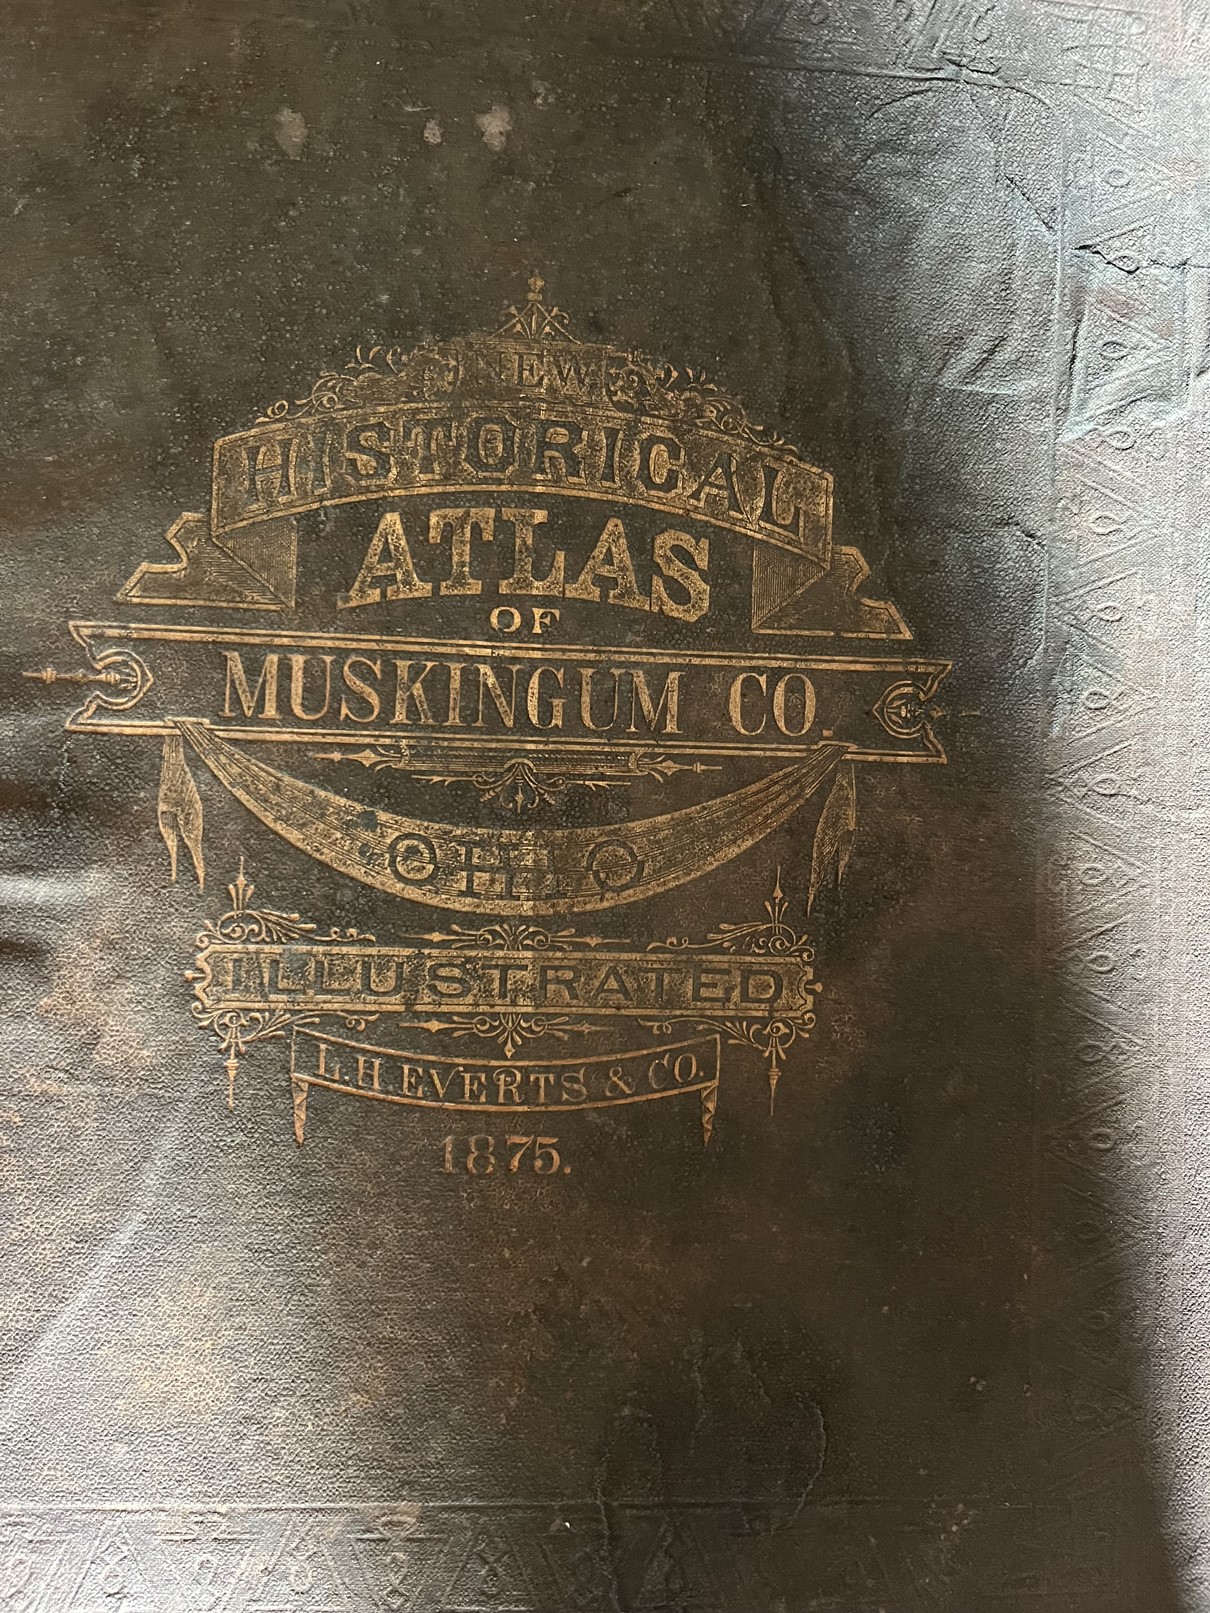 NEW
HISTORICAL
ATLAS
OF
MUSKINGUM CO.
OHIO
ILLUSTRATED
L.H. EVERTS & CO.
1875.